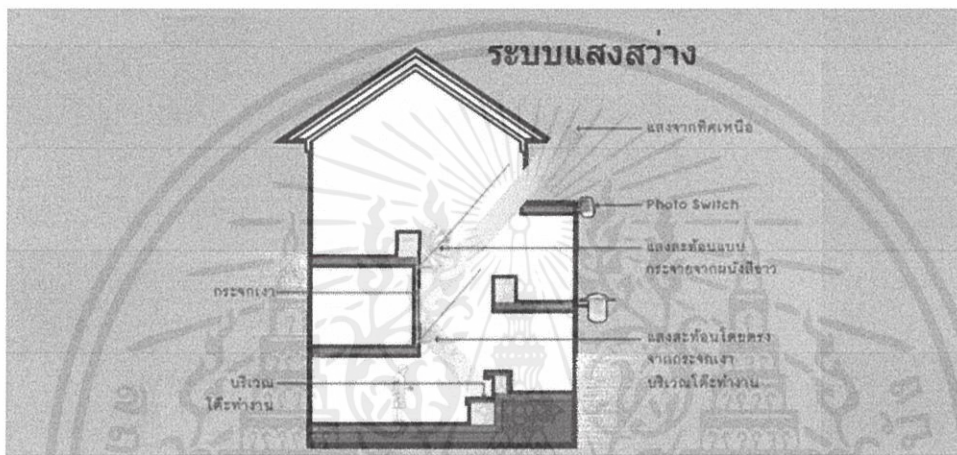 ระบบแสงสว่าง
แสงจากทิศเหนือ
Photo Switch
แสงสะท้อนแบบ
กระจายจากผนังสีขาว
กระจกเงา
แสงสะท้อนโดยตรง
จากกระจกเงา
บริเวณโต๊ะทำงาน
บริเวณ
โต๊ะทำงาน